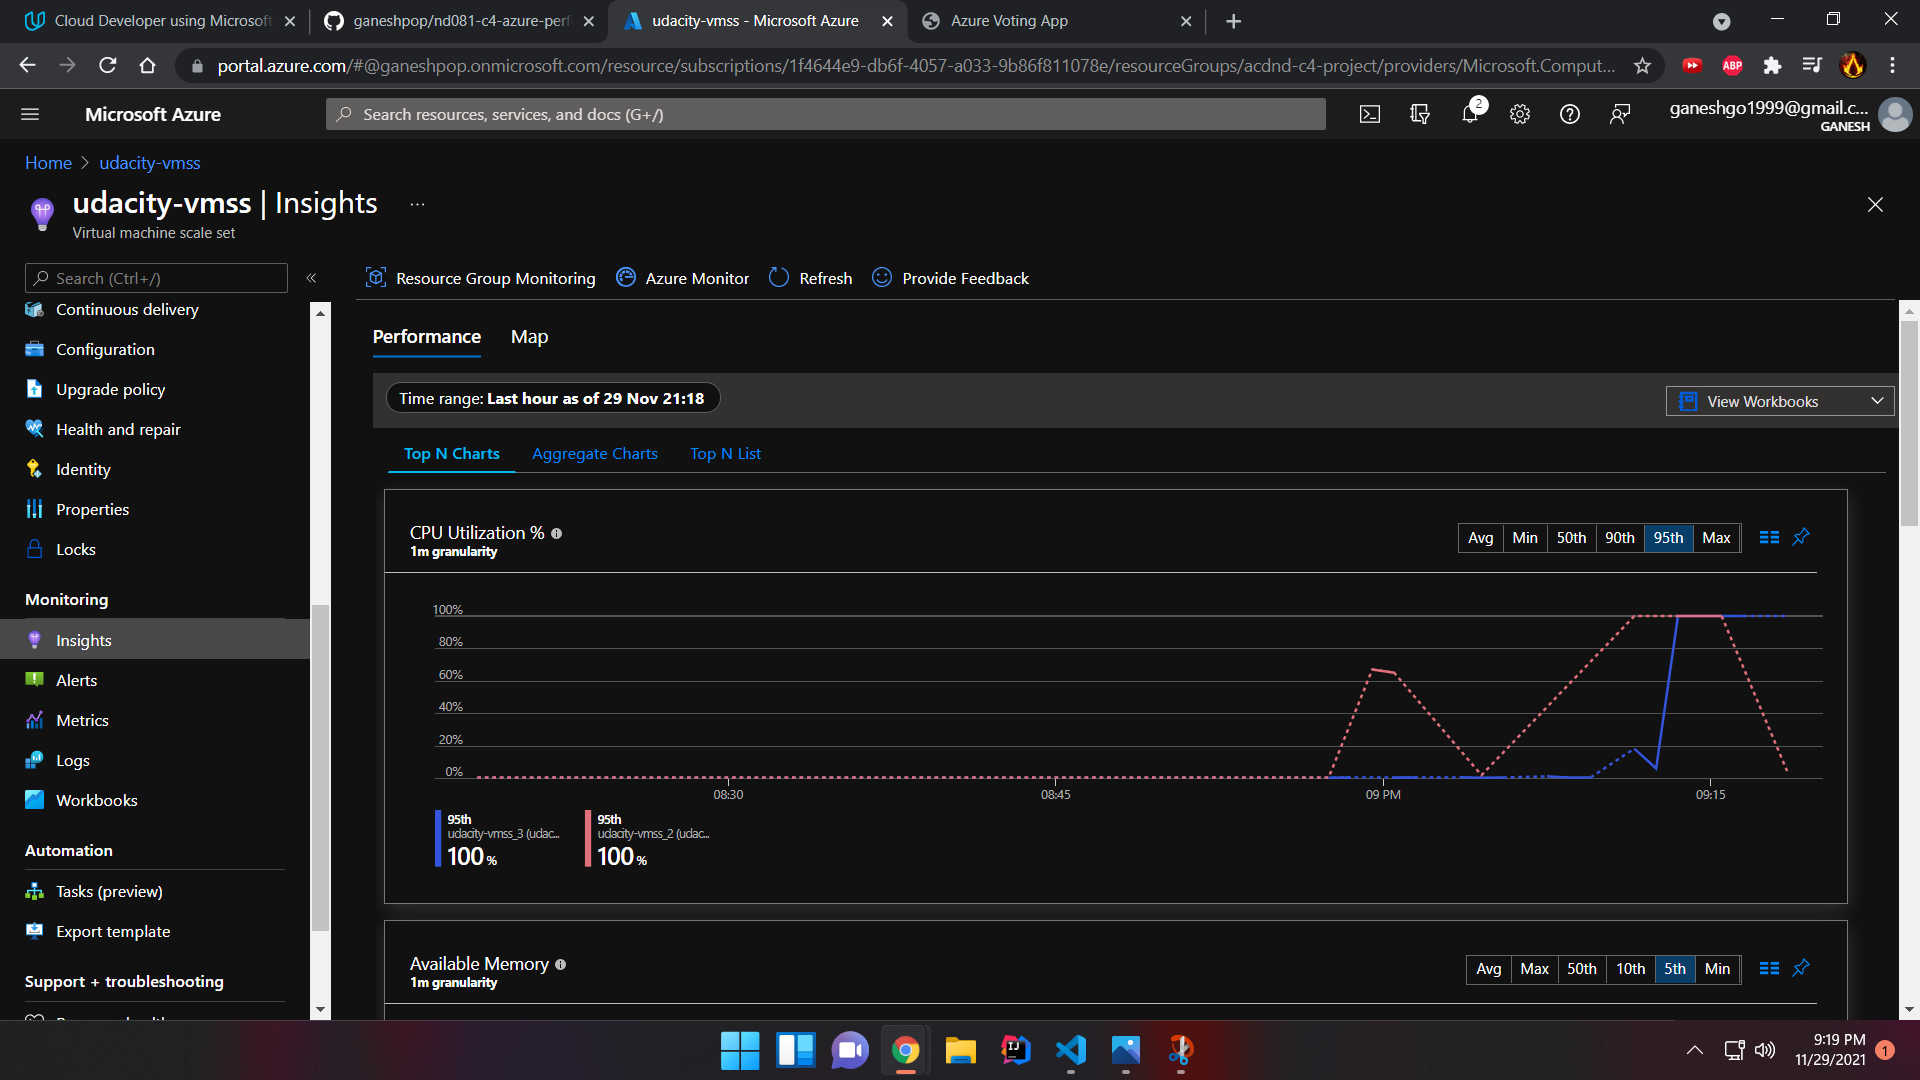 Cloud Developer using Microsoft
ganeshpop/nd081-c4-azure-perf
udacity-vmss - Microsoft Azure
Azure Voting App
portal.azure.com/#@ganeshpop.onmicrosoft.com/resource/subscriptions/1f4644e9-db6f-4057-a033-9b86f811078e/resourceGroups/acdnd-c4-project/providers/Microsoft.Comput...
ABP
Microsoft Azure
Search resources, services, and docs (G+/)
2
ganeshgo1999@gmail.c...
GANESH
Home > udacity-vmss
udacity-vmss | Insights ...
Virtual machine scale set
Search (Ctrl+/)
«
Resource Group Monitoring
Azure Monitor
Refresh
Provide Feedback
Continuous delivery
Configuration
Upgrade policy
Health and repair
Identity
Properties
Locks
Monitoring
Insights
Alerts
Metrics
Logs
Workbooks
Automation
Tasks (preview)
Export template
Support + troubleshooting
Performance
Map
Time range: Last hour as of 29 Nov 21:18
View Workbooks
Top N Charts
Aggregate Charts
Top N List
CPU Utilization %
1m granularity
Avg
Min
50th
90th
95th
Max
100%
80%
60%
40%
20%
0%
08:30
08:45
09 PM
09:15
95th
udacity-vmss_3 (udac...
100 %
95th
udacity-vmss_2 (udac...
100 %
Available Memory
1m granularity
Avg
Max
50th
10th
5th
Min
IJ
9:19 PM
11/29/2021
1